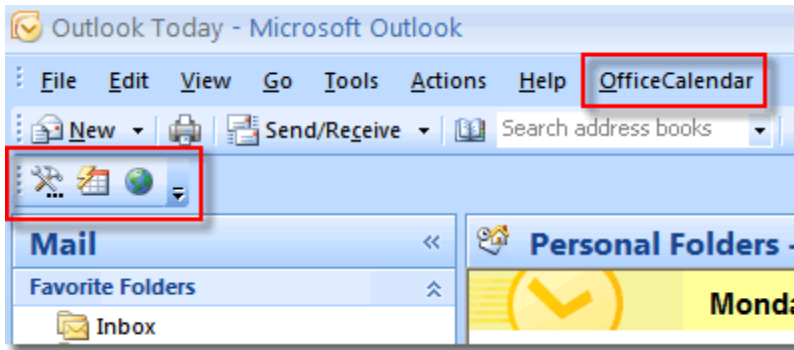 Outlook Today - Microsoft Outlook
File Edit View Go Tools Actions Help OfficeCalendar
New Send/Receive Search address books
Mail Personal Folders -
Favorite Folders
Inbox